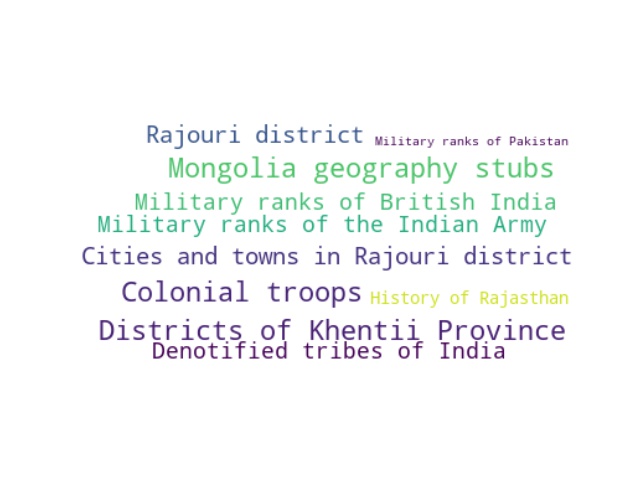 Rajouri district Military ranks of Pakistan
Mongolia geography stubs
Military ranks of British India
Military ranks of the Indian Army
Cities and towns in Rajouri district
Colonial troops History of Rajasthan
Districts of Khentii Province
Denotified tribes of India